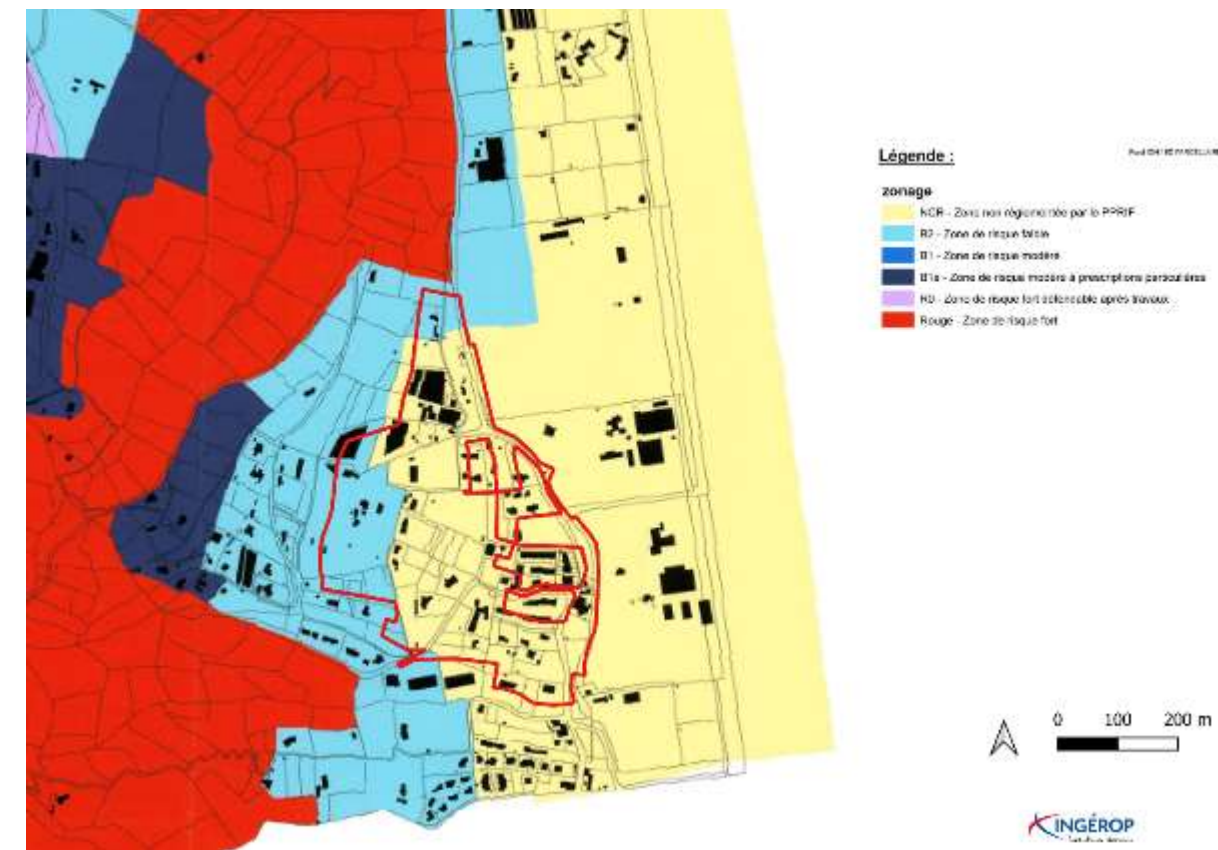 Légende :
zonage
NCR - Zone non réglementée par le PPRIF
B2 - Zone de risque faible
B1 - Zone de risque modéré
B1a - Zone de risque modéré à prescriptions particulières
R0 - Zone de risque fort défendable après travaux
Rouge - Zone de risque fort
0 100 200 m
INGÉROP